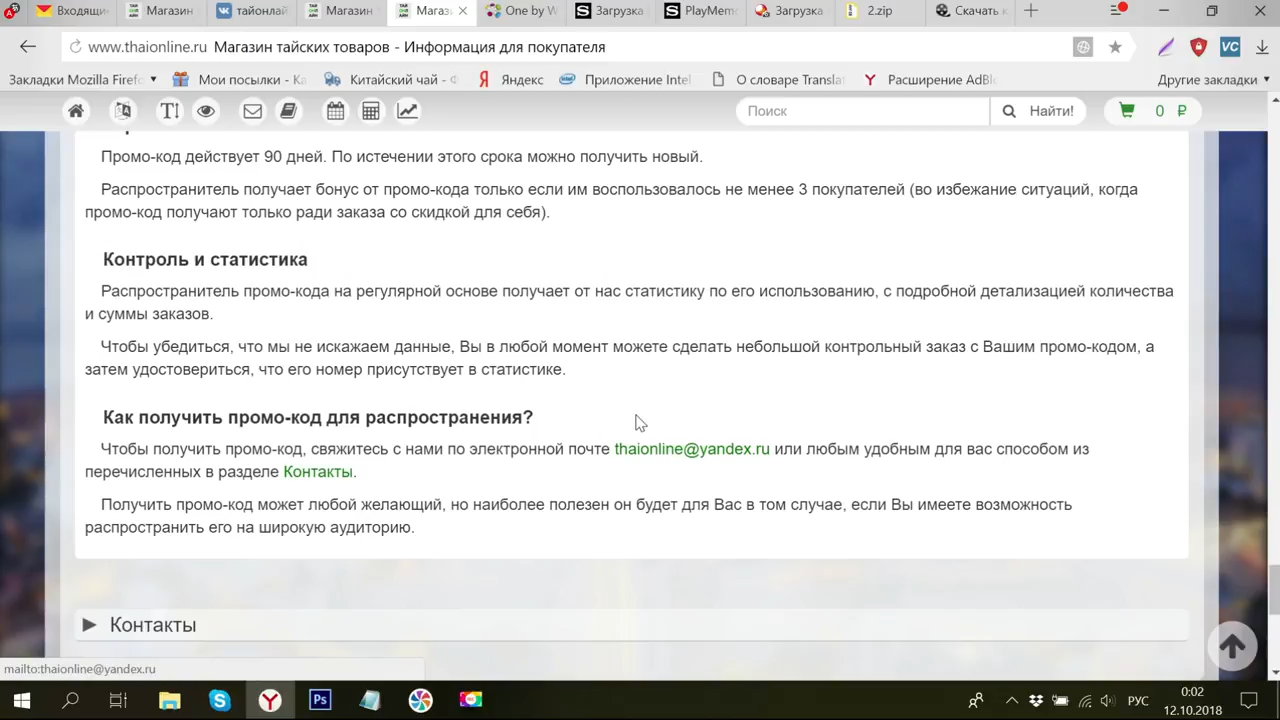 Входящи
Магазин
тайонлай
Магазин
Магаз
One by W
Загрузка
PlayMem
Загрузка
2.zip
Скачать к
www.thaionline.ru Магазин тайских товаров - Информация для покупателя
Закладки Mozilla Firef
Мои посылки - Ка
Китайский чай - Ф
Яндекс
Приложение Intel
О словаре Translat
Расширение AdBl
Другие закладки
Поиск
Найти!
0 ₽
Промо-код действует 90 дней. По истечении этого срока можно получить новый.
Распространитель получает бонус от промо-кода только если им воспользовалось не менее 3 покупателей (во избежание ситуаций, когда
промо-код получают только ради заказа со скидкой для себя).
Контроль и статистика
Распространитель промо-кода на регулярной основе получает от нас статистику по его использованию, с подробной детализацией количества
и суммы заказов.
Чтобы убедиться, что мы не искажаем данные, Вы в любой момент можете сделать небольшой контрольный заказ с Вашим промо-кодом, а
затем удостовериться, что его номер присутствует в статистике.
Как получить промо-код для распространения?
Чтобы получить промо-код, свяжитесь с нами по электронной почте thaionline@yandex.ru или любым удобным для вас способом из
перечисленных в разделе Контакты.
Получить промо-код может любой желающий, но наиболее полезен он будет для Вас в том случае, если Вы имеете возможность
распространить его на широкую аудиторию.
Контакты
mailto:thaionline@yandex.ru
РУС
0:02
12.10.2018